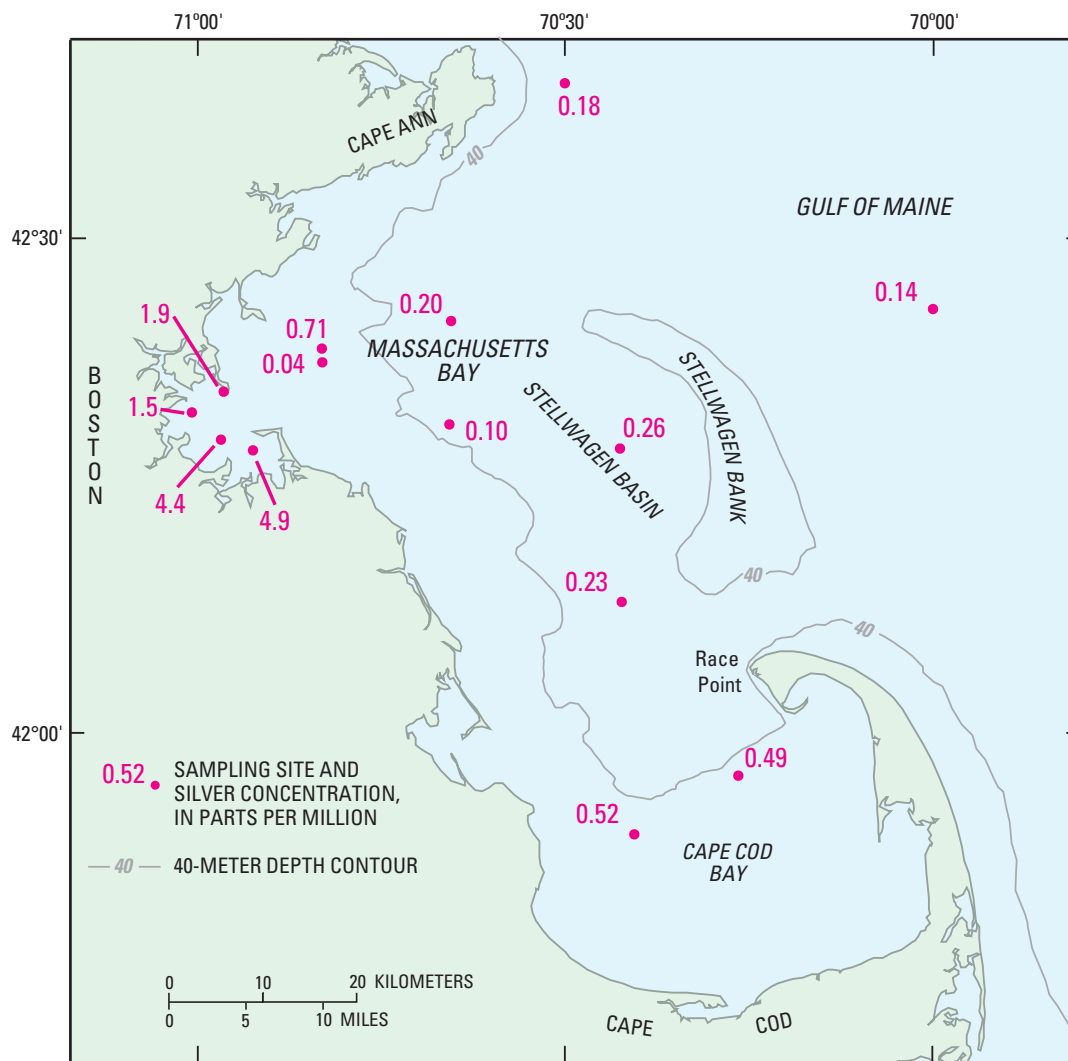 71°00'
70°30'
70°00'
0.18
CAPE ANN
40
GULF OF MAINE
42°30'
0.14
0.20
1.9
0.71
MASSACHUSETTS
BAY
0.04
BOSTON
STELLWAGEN BANK
STELLWAGEN BASIN
1.5
0.10
0.26
4.4
4.9
40
0.23
40
Race
Point
42°00'
0.49
0.52
SAMPLING SITE AND
SILVER CONCENTRATION,
IN PARTS PER MILLION
0.52
CAPE COD
BAY
40
40-METER DEPTH CONTOUR
0 10 20 KILOMETERS
0 5 10 MILES
CAPE COD